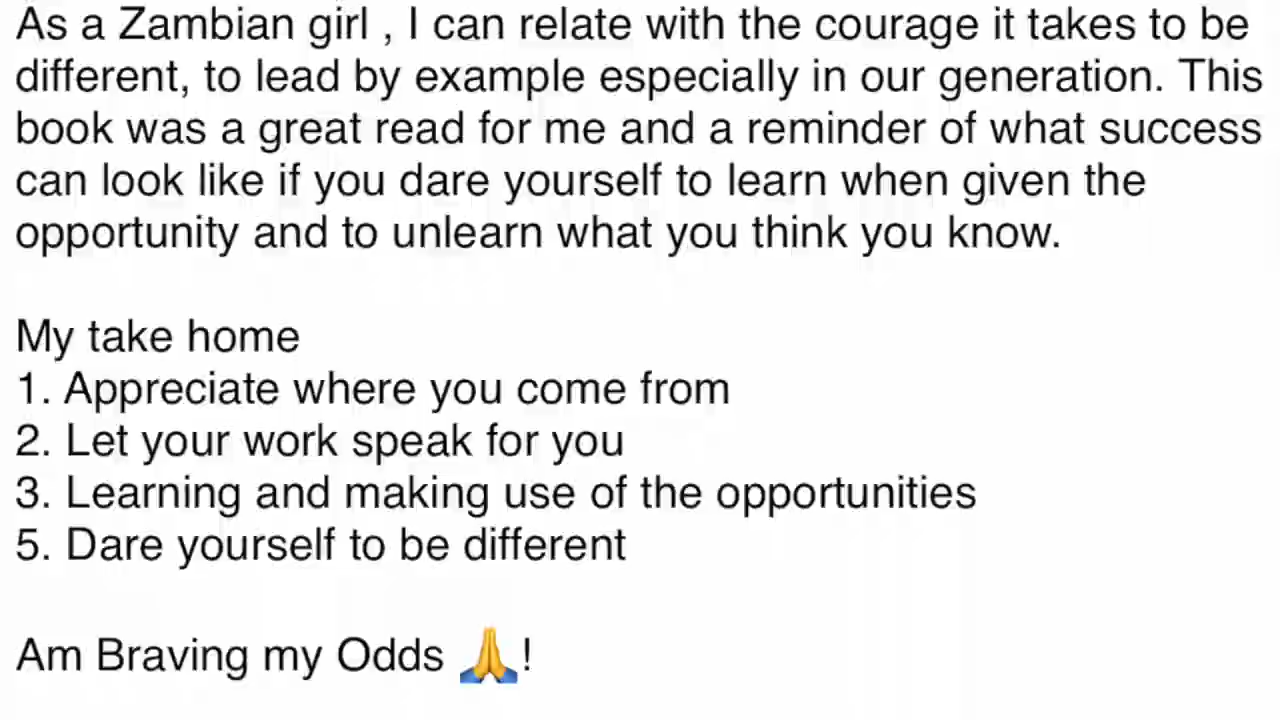 As a Zambian girl , I can relate with the courage it takes to be
different, to lead by example especially in our generation. This
book was a great read for me and a reminder of what success
can look like if you dare yourself to learn when given the
opportunity and to unlearn what you think you know.
My take home
1. Appreciate where you come from
2. Let your work speak for you
3. Learning and making use of the opportunities
5. Dare yourself to be different
Am Braving my Odds 🙏!